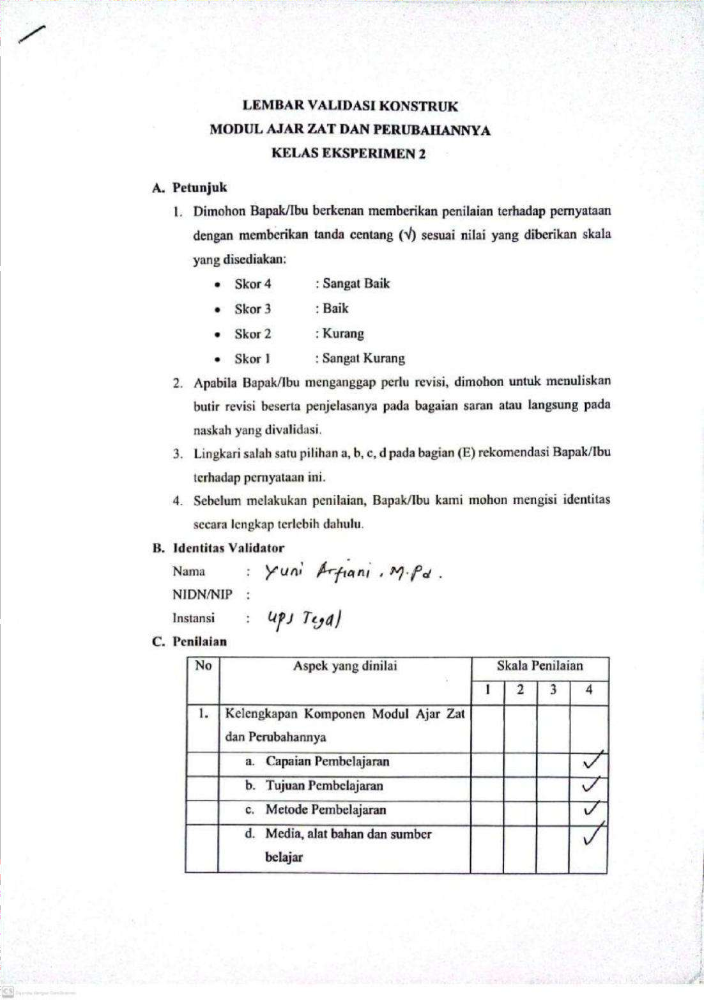 LEMBAR VALIDASI KONSTRUK
MODUL AJAR ZAT DAN PERUBAHANNYA
KELAS EKSPERIMEN 2
A. Petunjuk
1. Dimohon Bapak/Ibu berkenan memberikan penilaian terhadap pernyataan
dengan memberikan tanda centang (√) sesuai nilai yang diberikan skala
yang disediakan:
• Skor 4 : Sangat Baik
• Skor 3 : Baik
• Skor 2 : Kurang
• Skor 1 : Sangat Kurang
2. Apabila Bapak/Ibu menganggap perlu revisi, dimohon untuk menuliskan
butir revisi beserta penjelasanya pada bagaian saran atau langsung pada
naskah yang divalidasi.
3. Lingkari salah satu pilihan a, b, c, d pada bagian (E) rekomendasi Bapak/Ibu
terhadap pernyataan ini.
4. Sebelum melakukan penilaian, Bapak/Ibu kami mohon mengisi identitas
secara lengkap terlebih dahulu.
B. Identitas Validator
Nama : Yuni Arfiani, M.Pd.
NIDN/NIP :
Instansi : UPS Tegal
C. Penilaian
No Aspek yang dinilai Skala Penilaian
1 2 3 4
1. Kelengkapan Komponen Modul Ajar Zat
dan Perubahannya
a. Capaian Pembelajaran ✓
b. Tujuan Pembelajaran ✓
c. Metode Pembelajaran ✓
d. Media, alat bahan dan sumber ✓
belajar
CS Dipindai dengan CamScanner